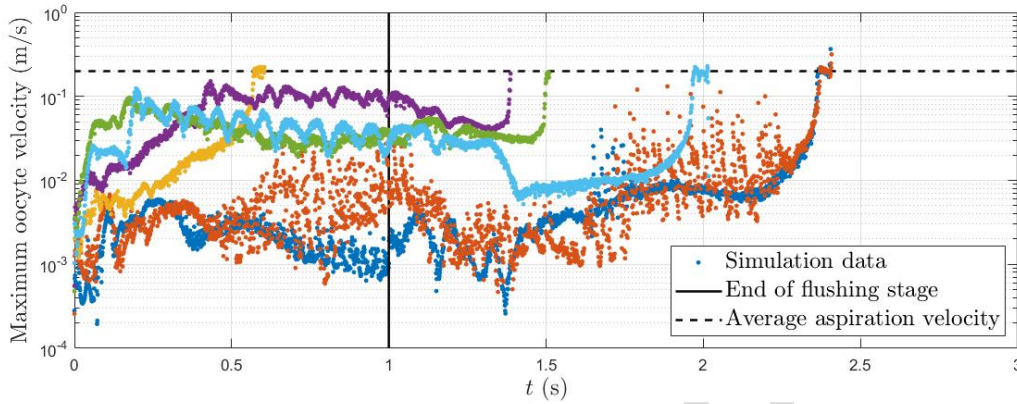 Maximum oocyte velocity (m/s)
10^0
10^-1
10^-2
10^-3
10^-4
0
0.5
1
1.5
2
2.5
3
t (s)
Simulation data
End of flushing stage
Average aspiration velocity